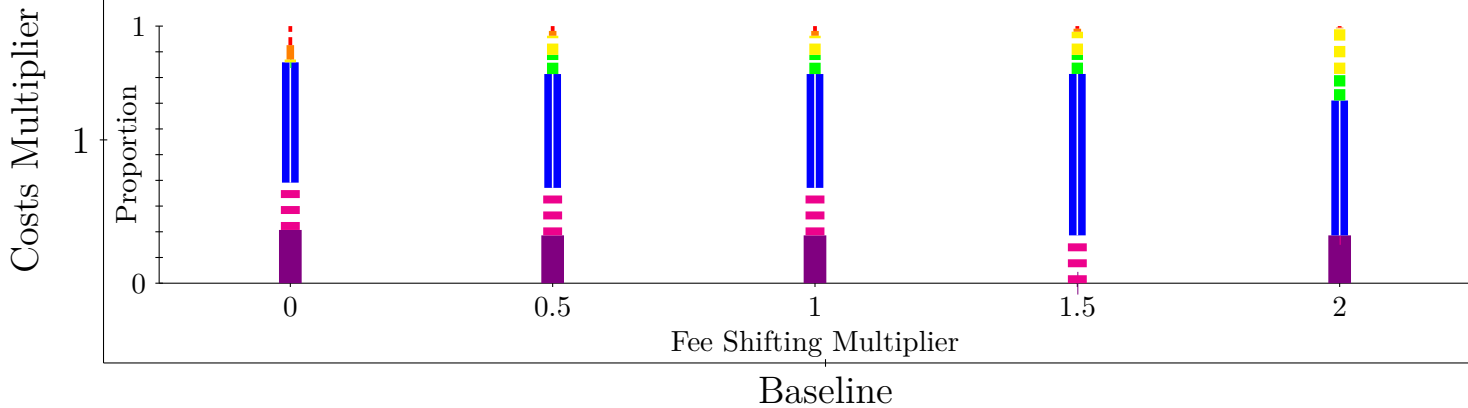 Costs Multiplier
1
Proportion
1
0
0 0.5 1 1.5 2
Fee Shifting Multiplier
Baseline